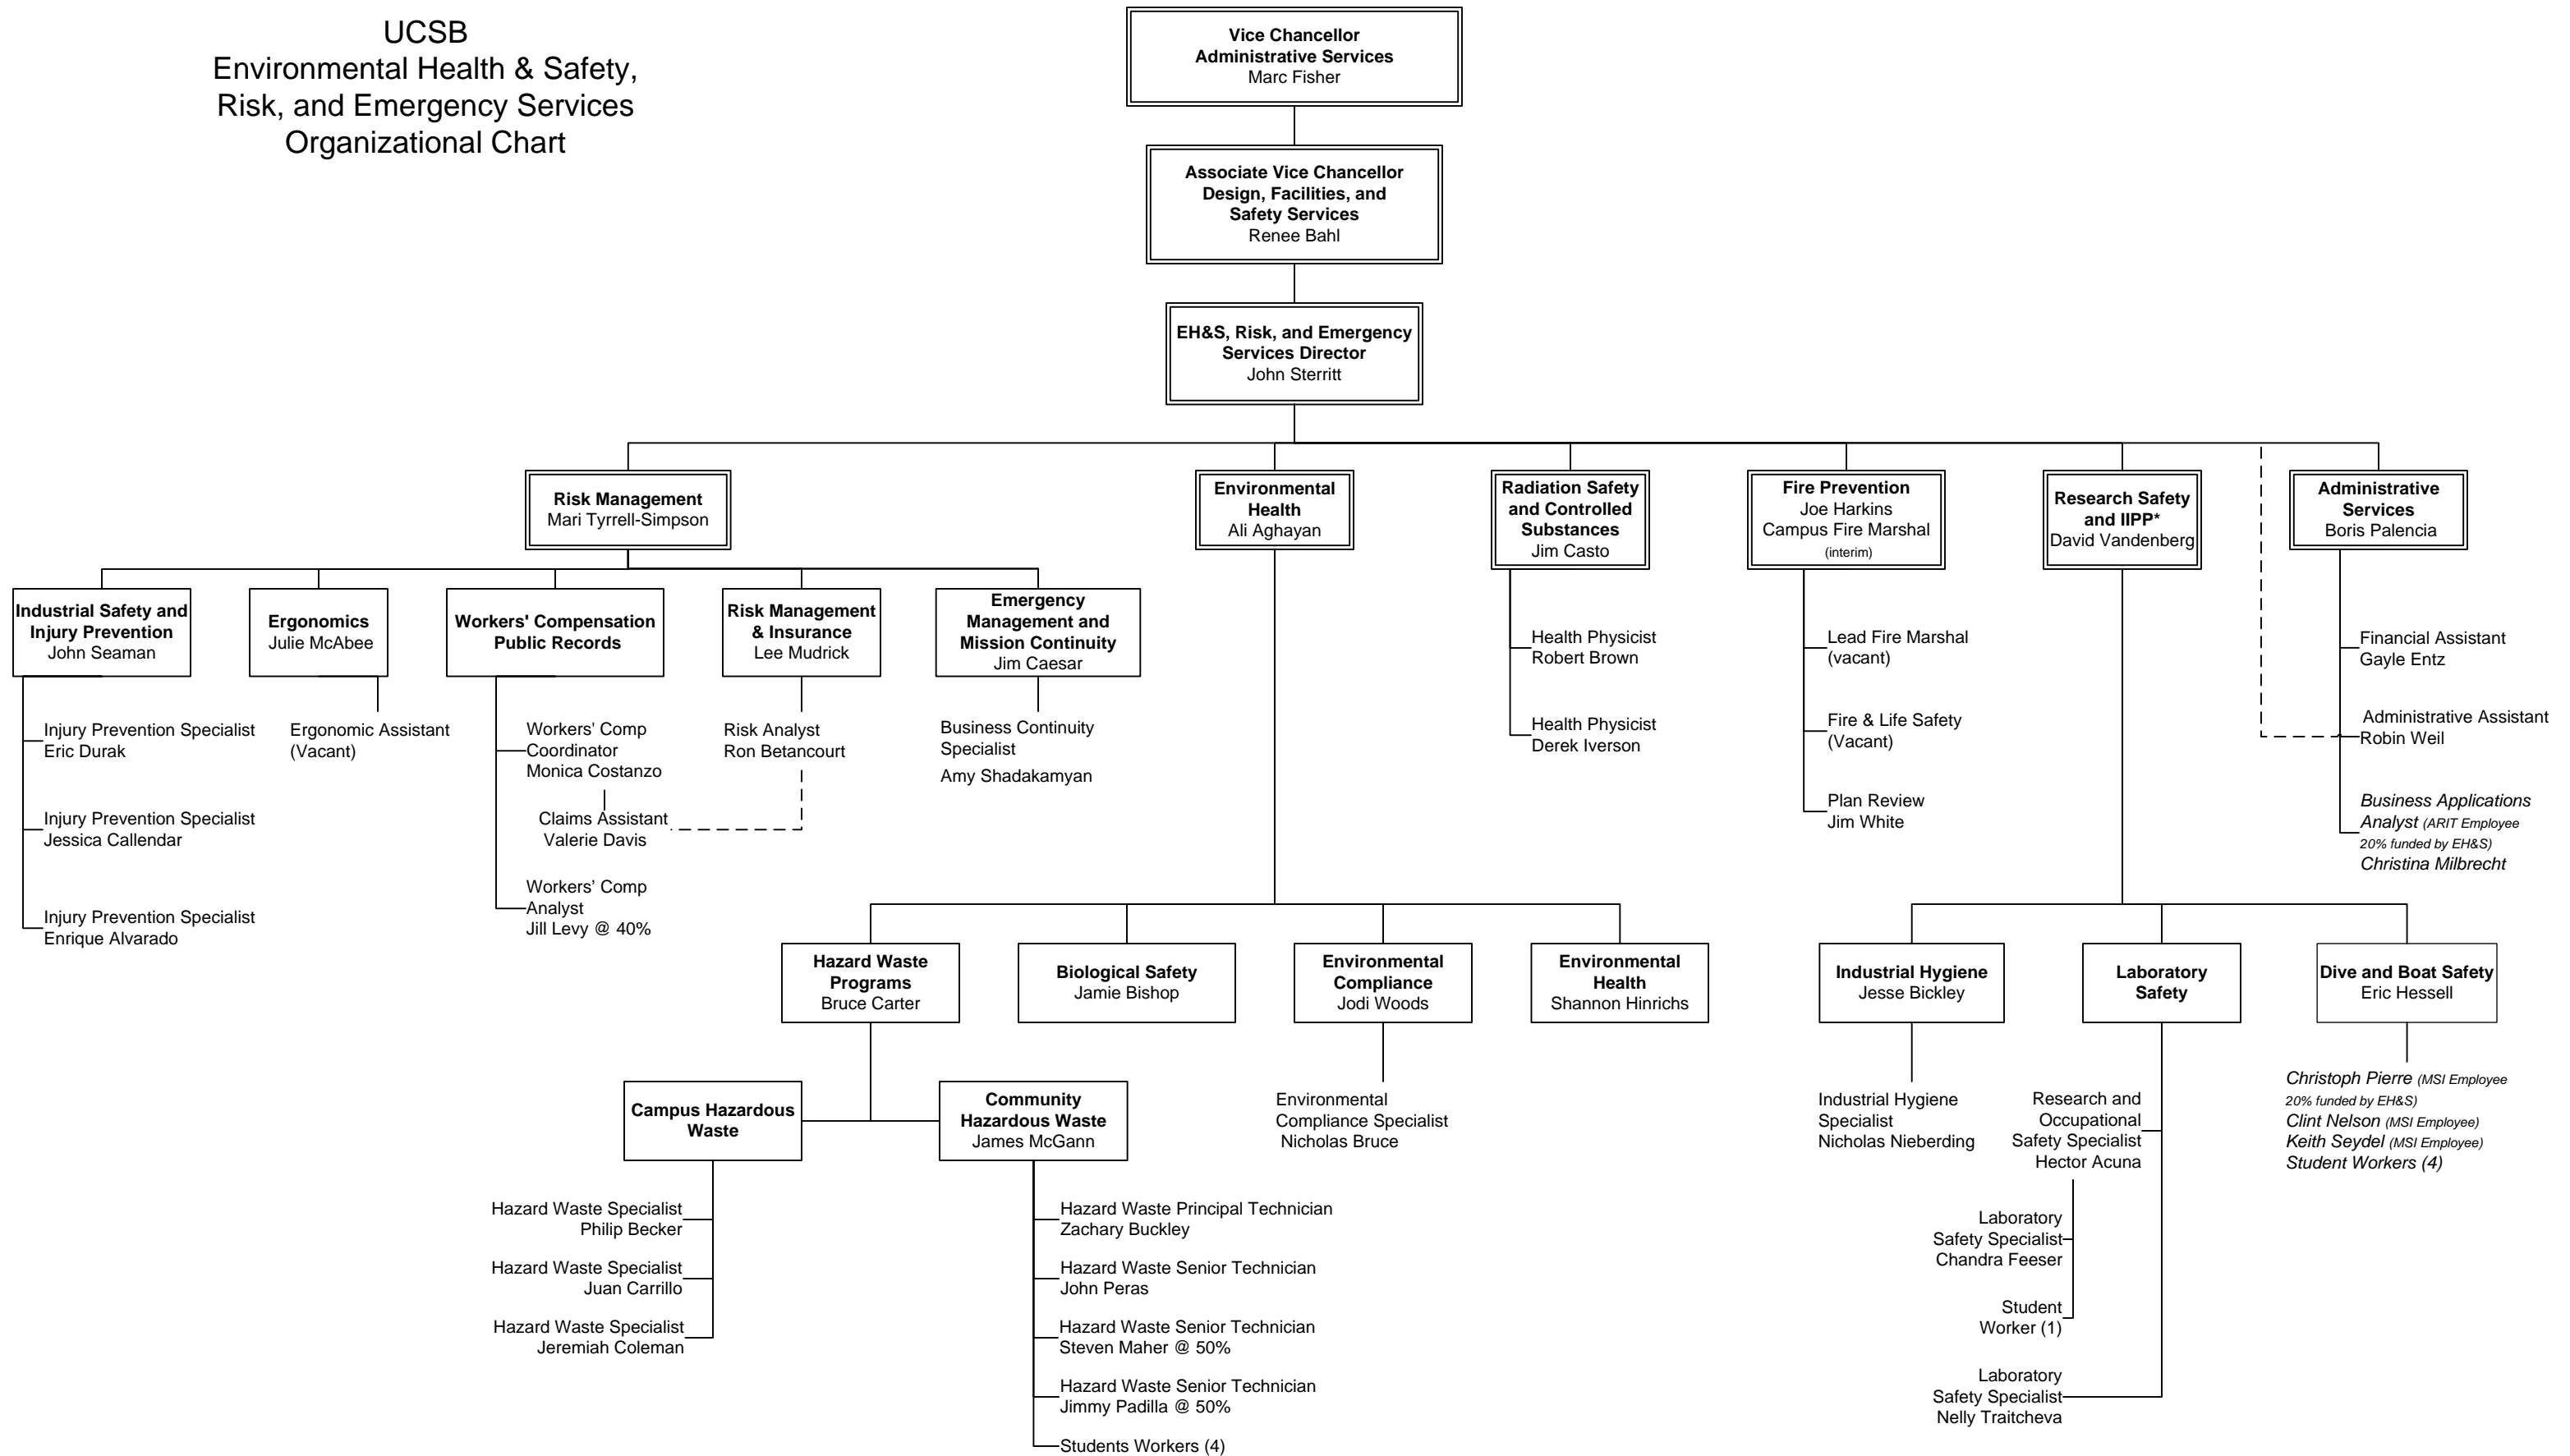 UCSB
Environmental Health & Safety,
Risk, and Emergency Services
Organizational Chart
Vice Chancellor
Administrative Services
Marc Fisher
Associate Vice Chancellor
Design, Facilities, and
Safety Services
Renee Bahl
EH&S, Risk, and Emergency
Services Director
John Sterritt
Risk Management
Mari Tyrrell-Simpson
Environmental
Health
Ali Aghayan
Radiation Safety
and Controlled
Substances
Jim Casto
Fire Prevention
Joe Harkins
Campus Fire Marshal
(interim)
Research Safety
and IIPP*
David Vandenberg
Administrative
Services
Boris Palencia
Industrial Safety and
Injury Prevention
John Seaman
Ergonomics
Julie McAbee
Workers' Compensation
Public Records
Risk Management
& Insurance
Lee Mudrick
Emergency
Management and
Mission Continuity
Jim Caesar
Injury Prevention Specialist
Eric Durak
Injury Prevention Specialist
Jessica Callendar
Injury Prevention Specialist
Enrique Alvarado
Ergonomic Assistant
(Vacant)
Workers' Comp
Coordinator
Monica Costanzo
Claims Assistant
Valerie Davis
Workers' Comp
Analyst
Jill Levy @ 40%
Risk Analyst
Ron Betancourt
Business Continuity
Specialist
Amy Shadakamyan
Health Physicist
Robert Brown
Health Physicist
Derek Iverson
Lead Fire Marshal
(vacant)
Fire & Life Safety
(Vacant)
Plan Review
Jim White
Financial Assistant
Gayle Entz
Administrative Assistant
Robin Weil
Business Applications
Analyst (ARIT Employee
20% funded by EH&S)
Christina Milbrecht
Hazard Waste
Programs
Bruce Carter
Biological Safety
Jamie Bishop
Environmental
Compliance
Jodi Woods
Environmental
Health
Shannon Hinrichs
Industrial Hygiene
Jesse Bickley
Laboratory
Safety
Dive and Boat Safety
Eric Hessell
Campus Hazardous
Waste
Community
Hazardous Waste
James McGann
Environmental
Compliance Specialist
Nicholas Bruce
Industrial Hygiene
Specialist
Nicholas Nieberding
Research and
Occupational
Safety Specialist
Hector Acuna
Christoph Pierre (MSI Employee
20% funded by EH&S)
Clint Nelson (MSI Employee)
Keith Seydel (MSI Employee)
Student Workers (4)
Hazard Waste Specialist
Philip Becker
Hazard Waste Specialist
Juan Carrillo
Hazard Waste Specialist
Jeremiah Coleman
Hazard Waste Principal Technician
Zachary Buckley
Hazard Waste Senior Technician
John Peras
Hazard Waste Senior Technician
Steven Maher @ 50%
Hazard Waste Senior Technician
Jimmy Padilla @ 50%
Students Workers (4)
Laboratory
Safety Specialist
Chandra Feeser
Student
Worker (1)
Laboratory
Safety Specialist
Nelly Traitcheva